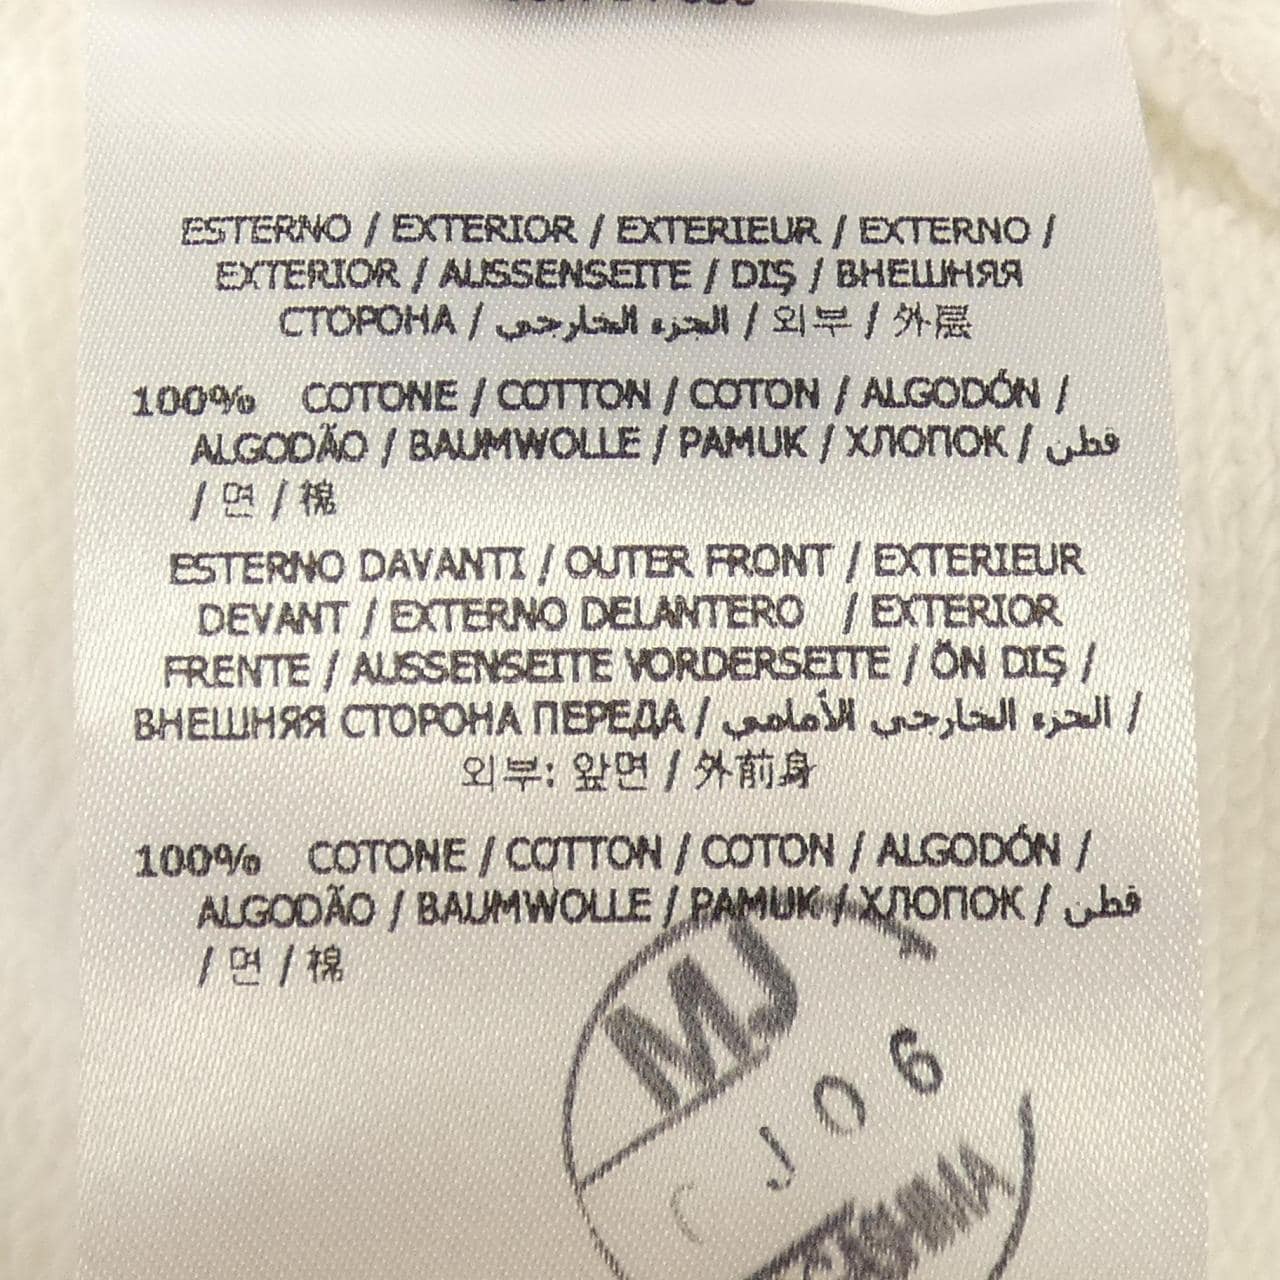 ESTERNO / EXTERIOR / EXTERIEUR / EXTERNO /
EXTERIOR / AUSSENSEITE / DIŞ / ВНЕШНЯЯ
СТОРОНА / الجزء الخارجي / 외부 / 外层
100% COTONE / COTTON / COTON / ALGODÓN /
ALGODÃO / BAUMWOLLE / PAMUK / ХЛОПОК / قطن
/ 면 / 棉
ESTERNO DAVANTI / OUTER FRONT / EXTERIEUR
DEVANT / EXTERNO DELANTERO / EXTERIOR
FRENTE / AUSSENSEITE VORDERSEITE / ÖN DIŞ /
ВНЕШНЯЯ СТОРОНА ПЕРЕДА / الجزء الخارجي الأمامي /
외부: 앞면 / 外前身
100% COTONE / COTTON / COTON / ALGODÓN /
ALGODÃO / BAUMWOLLE / PAMUK / ХЛОПОК / قطن
/ 면 / 棉
CJ06